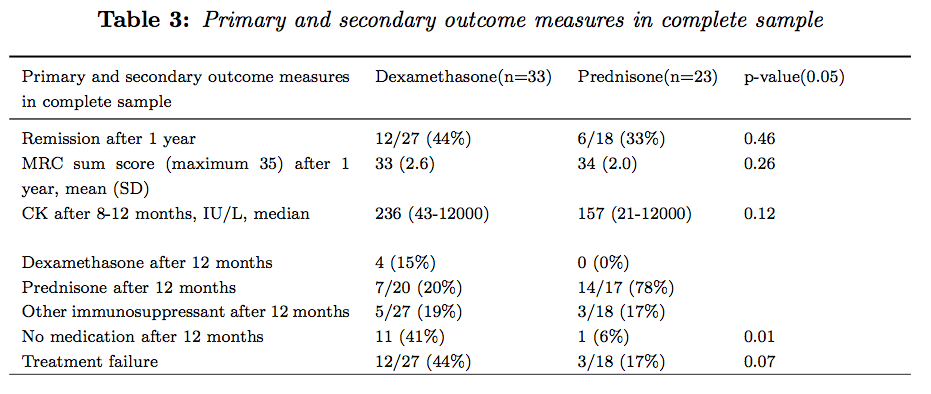 Table 3: Primary and secondary outcome measures in complete sample
Primary and secondary outcome measures Dexamethasone(n=33) Prednisone(n=23) p-value(0.05)
in complete sample
Remission after 1 year 12/27 (44%) 6/18 (33%) 0.46
MRC sum score (maximum 35) after 1 33 (2.6) 34 (2.0) 0.26
year, mean (SD)
CK after 8-12 months, IU/L, median 236 (43-12000) 157 (21-12000) 0.12
Dexamethasone after 12 months 4 (15%) 0 (0%)
Prednisone after 12 months 7/20 (20%) 14/17 (78%)
Other immunosuppressant after 12 months 5/27 (19%) 3/18 (17%)
No medication after 12 months 11 (41%) 1 (6%) 0.01
Treatment failure 12/27 (44%) 3/18 (17%) 0.07